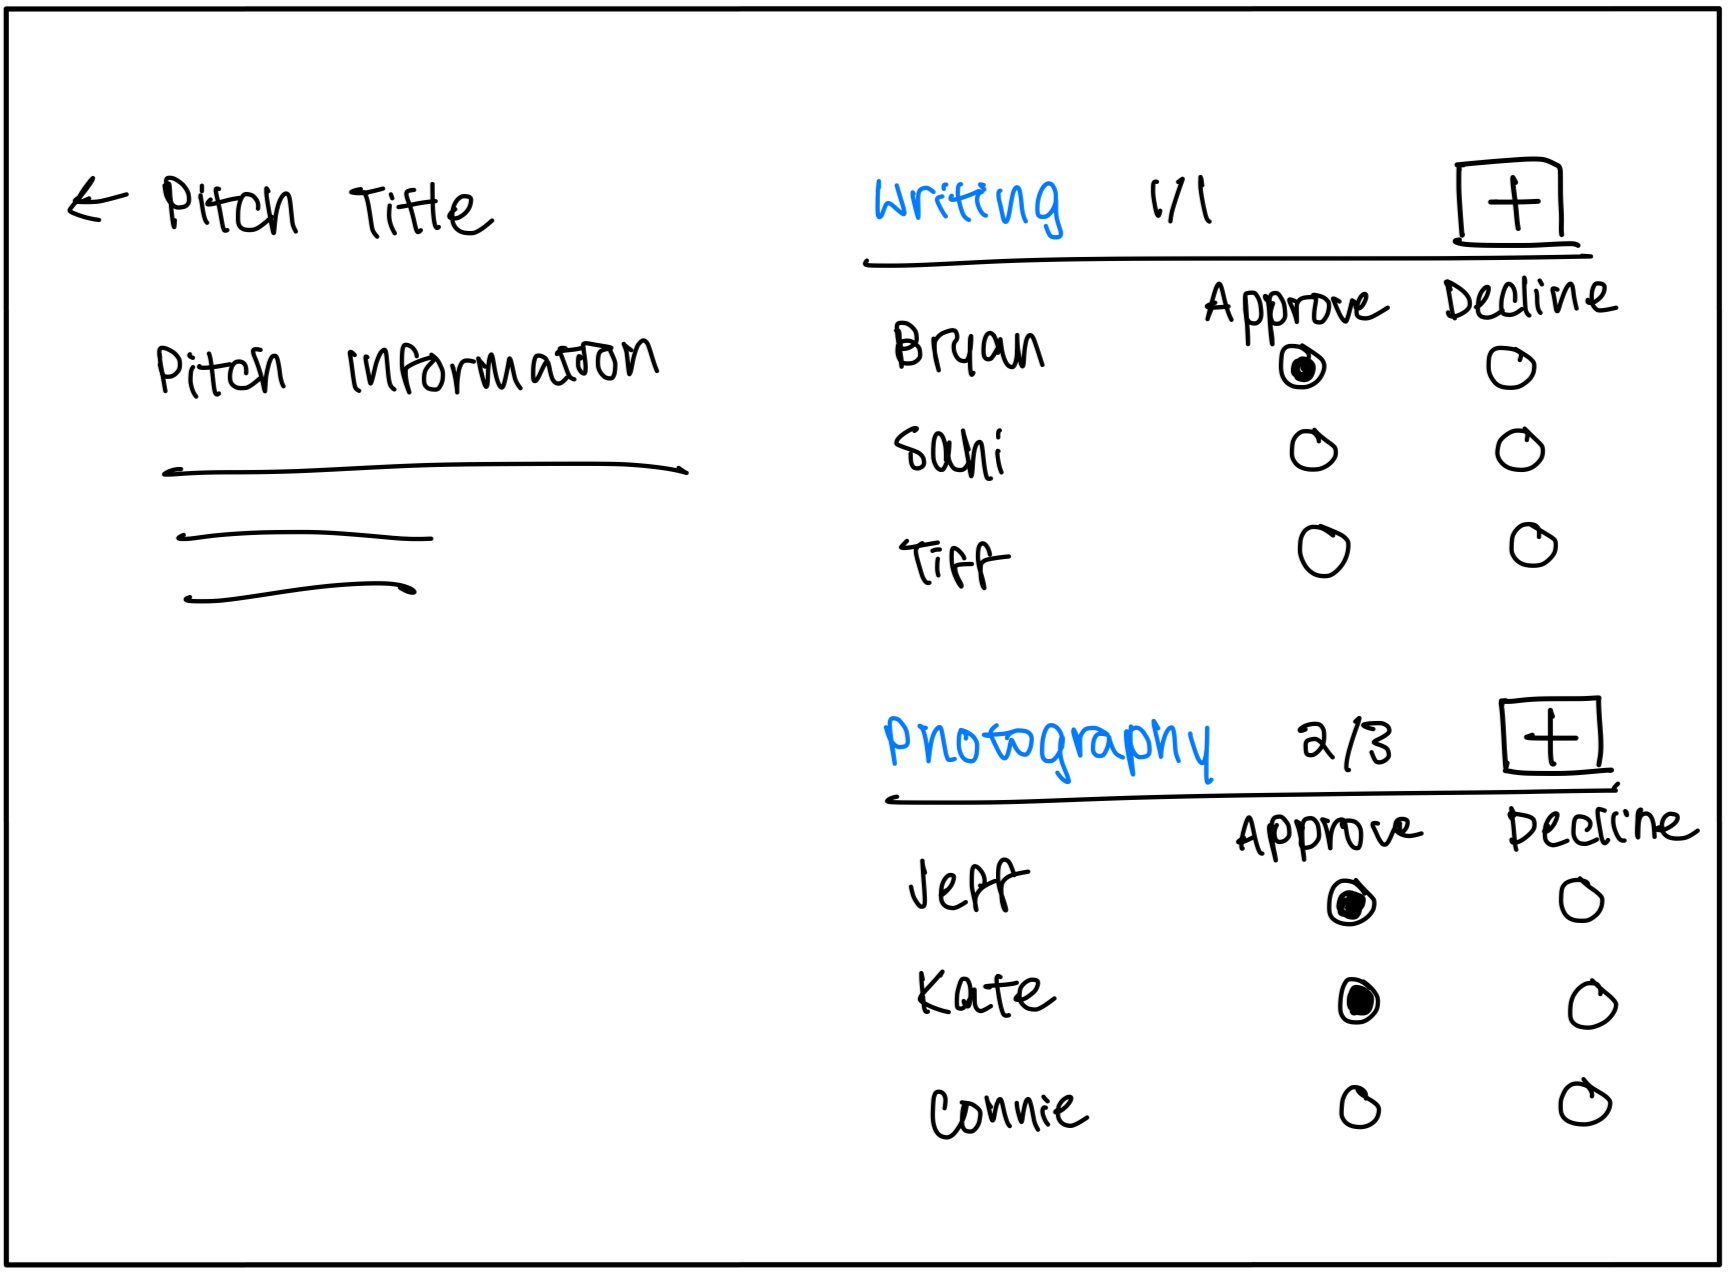 ← Pitch Title
Pitch Information
Writing 1/1 +
Approve Decline
Bryan
Sahi
Tiff
Photography 2/3 +
Approve Decline
Jeff
Kate
Connie